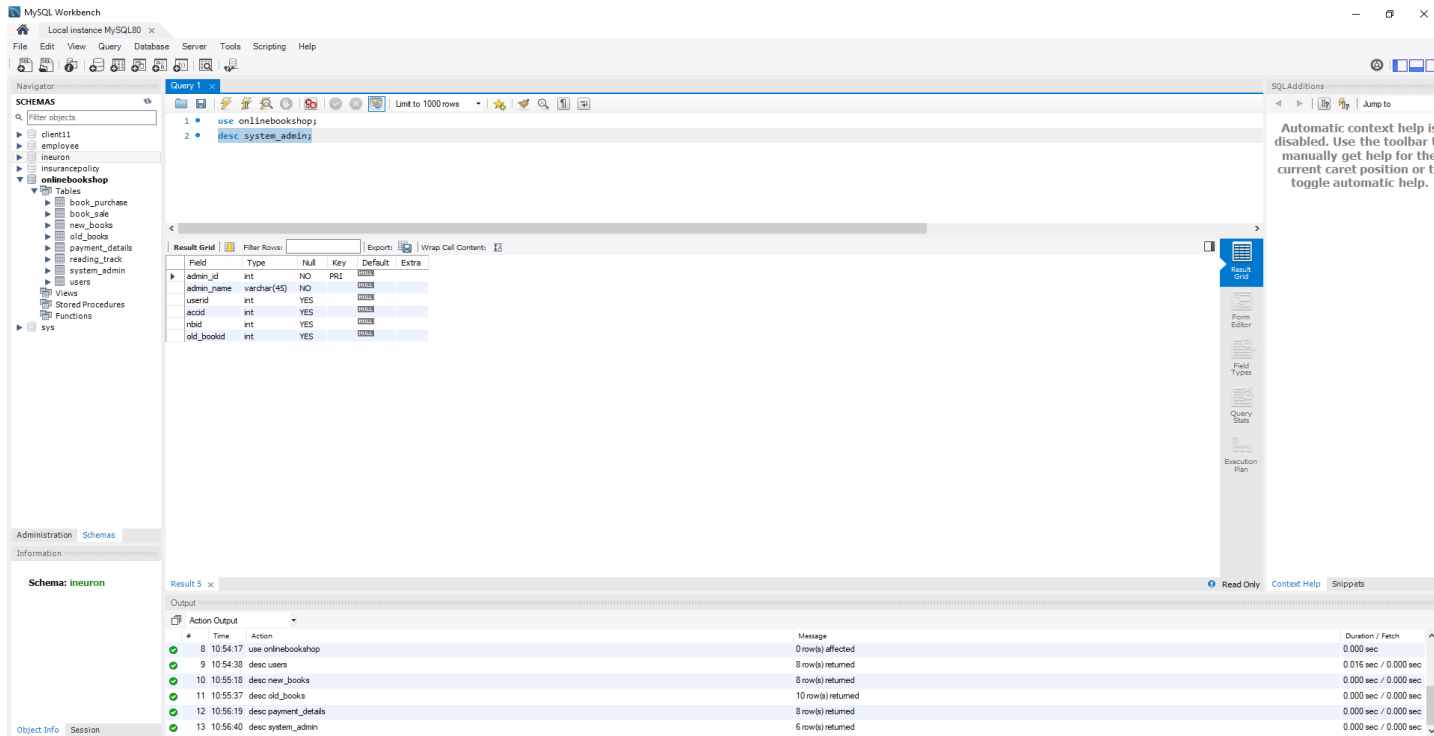 MySQL Workbench
Local instance MySQL80
File Edit View Query Database Server Tools Scripting Help
Navigator
SCHEMAS
Filter objects
client11
employee
ineuron
insurancepolicy
onlinebookshop
Tables
book_purchase
book_sale
new_books
old_books
payment_details
reading_track
system_admin
users
Views
Stored Procedures
Functions
sys
Administration Schemas
Information
Schema: ineuron
Object Info Session
Query 1
Limit to 1000 rows
1 use onlinebookshop;
2 desc system_admin;
Result Grid Filter Rows: Export: Wrap Cell Content:
Field Type Null Key Default Extra
admin_id int NO PRI NULL
admin_name varchar(45) NO NULL
userid int YES NULL
accid int YES NULL
nbid int YES NULL
old_bookid int YES NULL
Result
Grid
Form
Editor
Field
Types
Query
Stats
Execution
Plan
Result 5 Read Only
Output
Action Output
# Time Action Message Duration / Fetch
8 10:54:17 use onlinebookshop 0 row(s) affected 0.000 sec
9 10:54:38 desc users 8 row(s) returned 0.016 sec / 0.000 sec
10 10:55:18 desc new_books 8 row(s) returned 0.000 sec / 0.000 sec
11 10:55:37 desc old_books 10 row(s) returned 0.000 sec / 0.000 sec
12 10:56:19 desc payment_details 8 row(s) returned 0.000 sec / 0.000 sec
13 10:56:40 desc system_admin 6 row(s) returned 0.000 sec / 0.000 sec
SQLAdditions
Jump to
Automatic context help is
disabled. Use the toolbar t
manually get help for the
current caret position or t
toggle automatic help.
Context Help Snippets